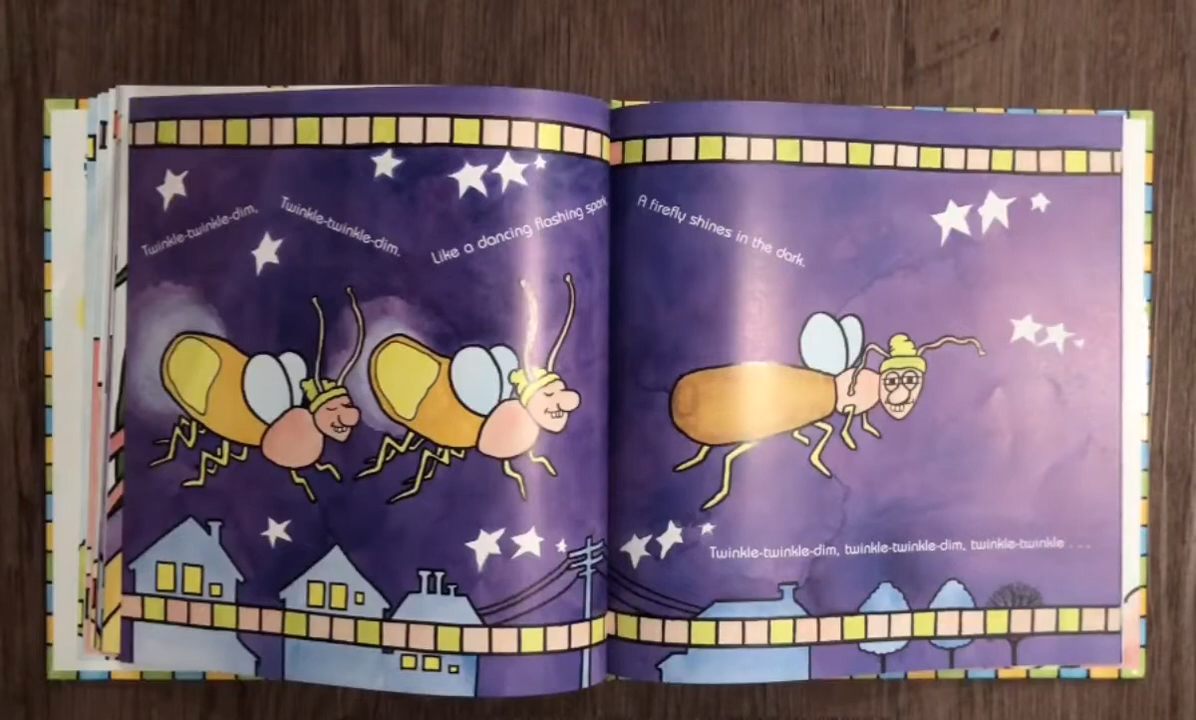 Twinkle-twinkle-dim,
Twinkle-twinkle-dim.
Like a dancing flashing spark
A firefly shines in the dark.
Twinkle-twinkle-dim, twinkle-twinkle-dim, twinkle-twinkle . . .